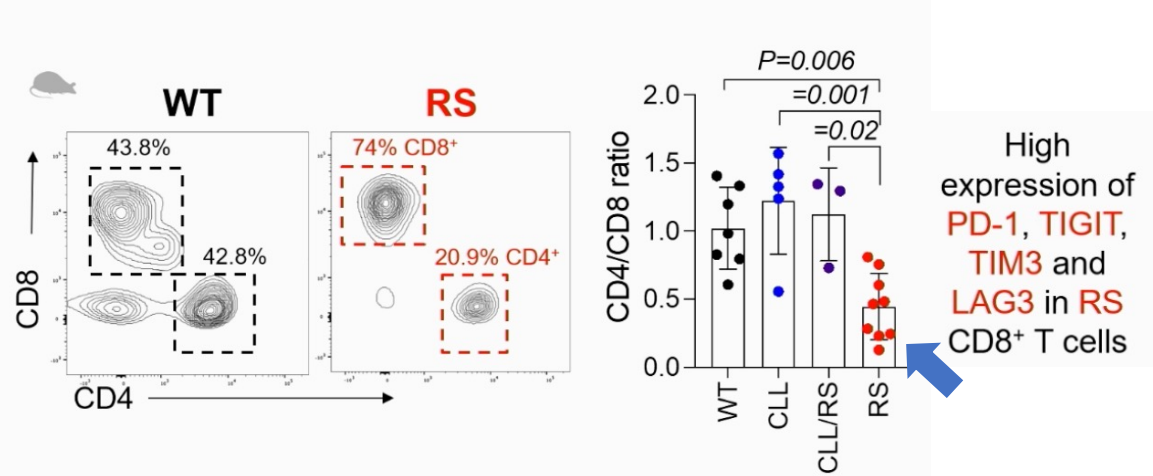 WT
RS
43.8%
42.8%
74% CD8⁺
20.9% CD4⁺
CD8
CD4
P=0.006
=0.001
=0.02
CD4/CD8 ratio
2.0
1.5
1.0
0.5
0.0
WT
CLL
CLL/RS
RS
High
expression of
PD-1, TIGIT,
TIM3 and
LAG3 in RS
CD8⁺ T cells